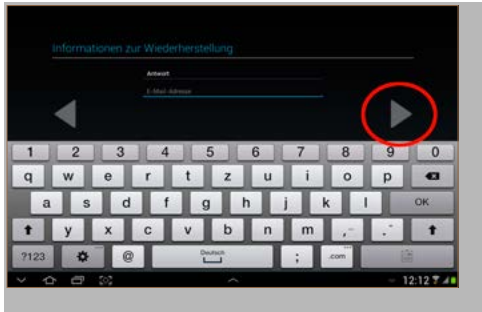 Informationen zur Wiederherstellung
Antwort
E-Mail-Adresse
1 2 3 4 5 6 7 8 9 0
q w e r t z u i o p
a s d f g h j k l OK
y x c v b n m , .
?123 @ Deutsch ; .com
12:12